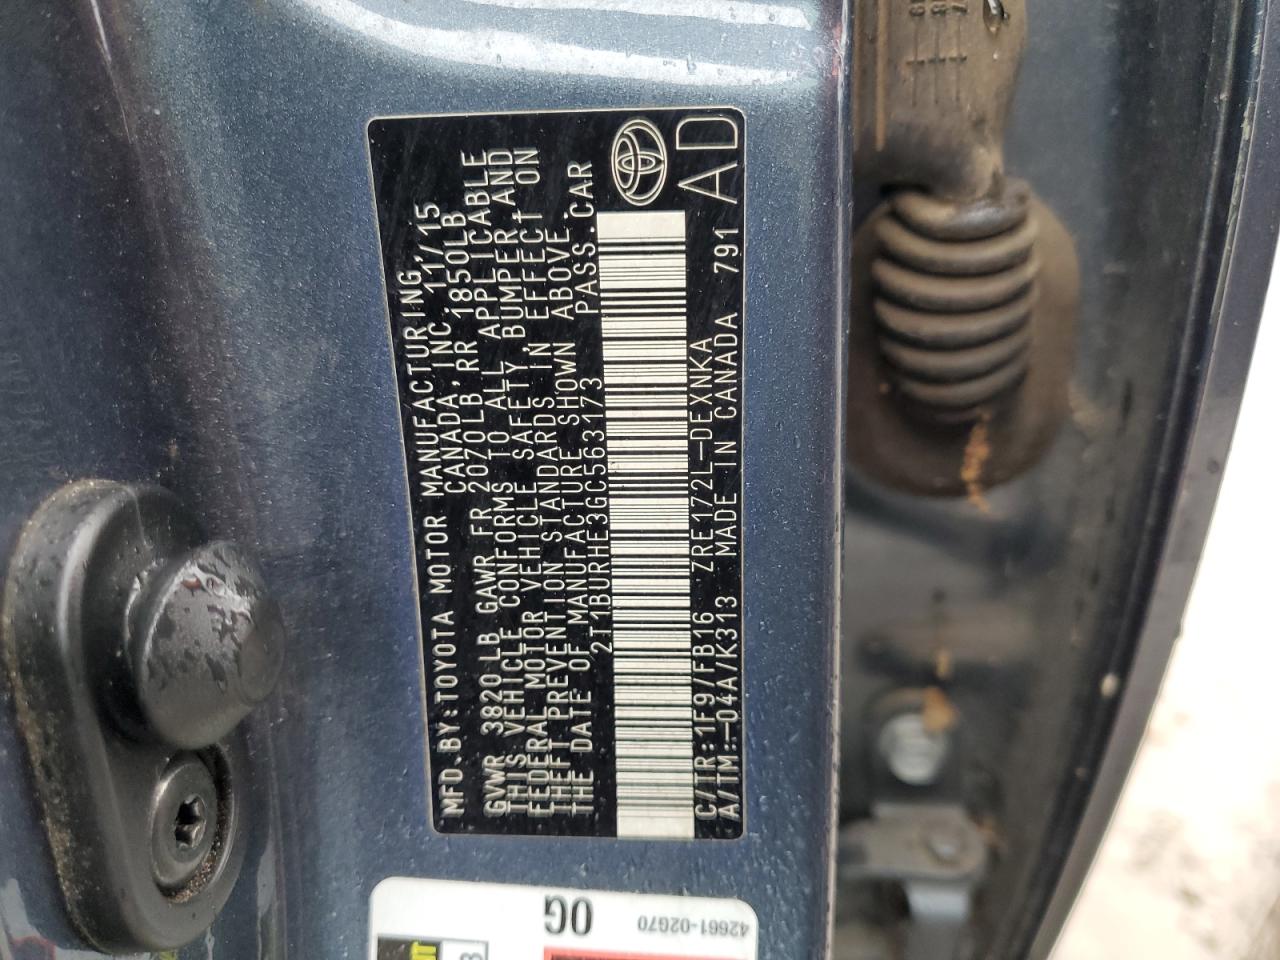 MFD.BY:TOYOTA MOTOR MANUFACTURING,
CANADA,INC. 11/15
GVWR 3820 LB GAWR FR 2070LB, RR 1850LB
THIS VEHICLE CONFORMS TO ALL APPLICABLE
FEDERAL MOTOR VEHICLE SAFETY,BUMPER,AND
THEFT PREVENTION STANDARDS IN EFFECT ON
THE DATE OF MANUFACTURE SHOWN ABOVE.
2T1BURHE3GC563173 PASS.CAR
C/TR:1F9/FB16 ZRE172L-DEXNKA
A/TM:-04A/K313 MADE IN CANADA 791
AD
0G
42661-02G70